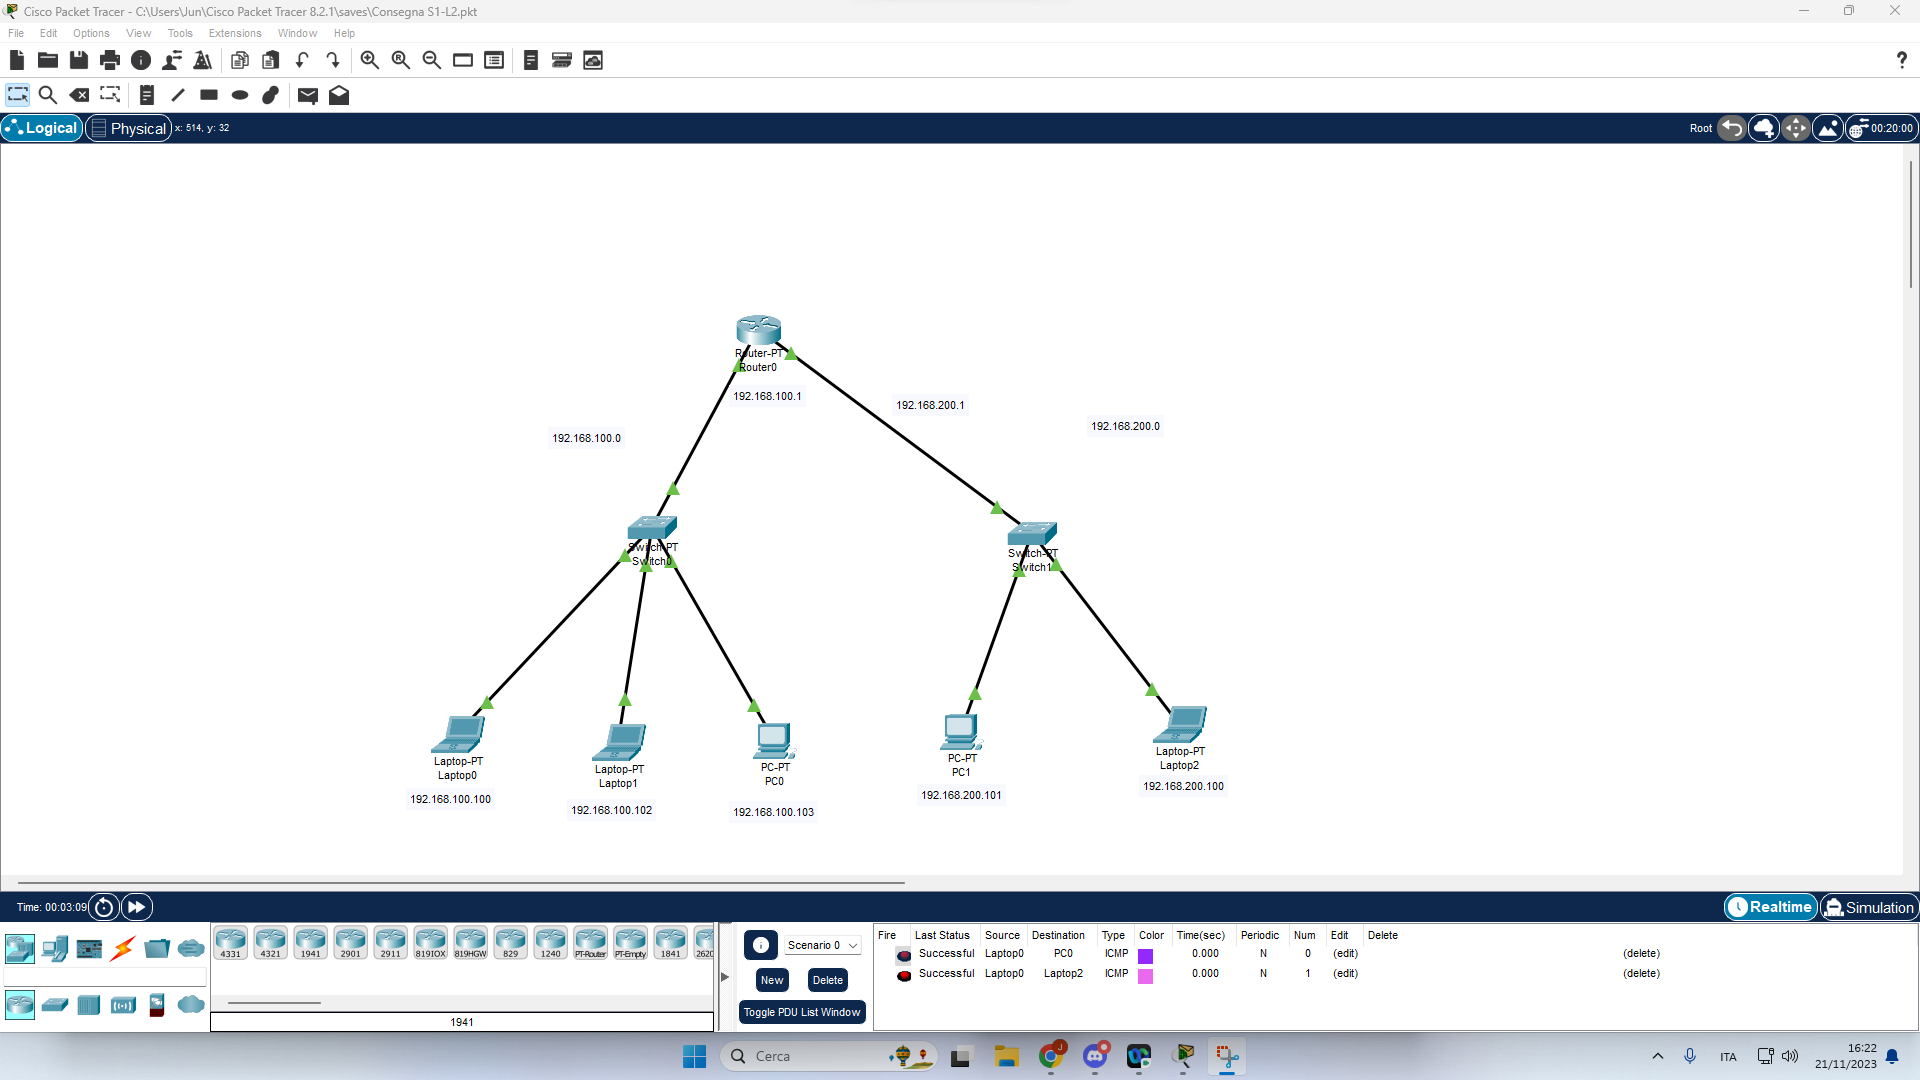 Cisco Packet Tracer - C:\Users\Jun\Cisco Packet Tracer 8.2.1\saves\Consegna S1-L2.pkt
File Edit Options View Tools Extensions Window Help
Logical Physical x: 514, y: 32 Root 00:20:00
Router-PT
Router0
192.168.100.1
192.168.200.1
192.168.200.0
192.168.100.0
Switch-PT
Switch0
Switch-PT
Switch1
Laptop-PT
Laptop0
192.168.100.100
Laptop-PT
Laptop1
192.168.100.102
PC-PT
PC0
192.168.100.103
PC-PT
PC1
192.168.200.101
Laptop-PT
Laptop2
192.168.200.100
Time: 00:03:09 Realtime Simulation
4331 4321 1941 2901 2911 819IOX 819HGW 829 1240 PT-Router PT-Empty 1841 2620
1941
Scenario 0
New Delete
Toggle PDU List Window
Fire Last Status Source Destination Type Color Time(sec) Periodic Num Edit Delete
Successful Laptop0 PC0 ICMP 0.000 N 0 (edit) (delete)
Successful Laptop0 Laptop2 ICMP 0.000 N 1 (edit) (delete)
Cerca
J
ITA
16:22
21/11/2023